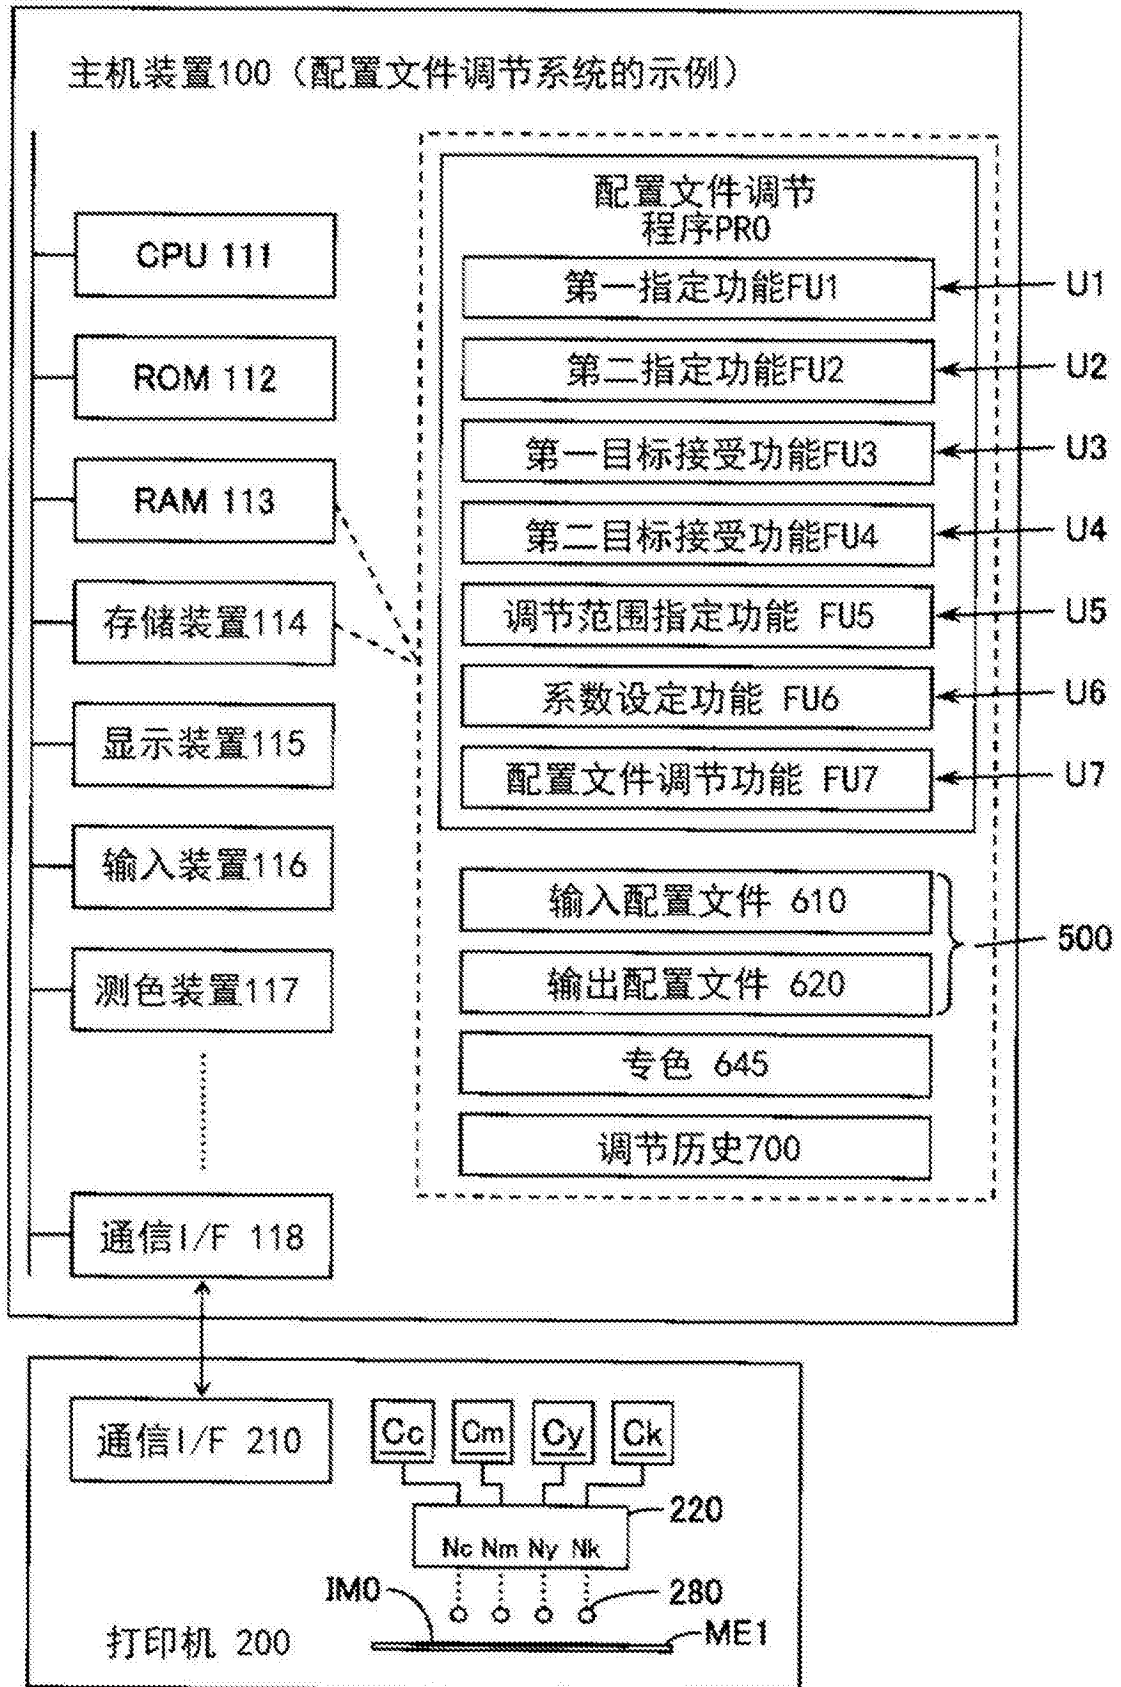 主机装置100（配置文件调节系统的示例）
CPU 111
ROM 112
RAM 113
存储装置114
显示装置115
输入装置116
测色装置117
通信I/F 118
配置文件调节
程序PRO
第一指定功能FU1
U1
第二指定功能FU2
U2
第一目标接受功能FU3
U3
第二目标接受功能FU4
U4
调节范围指定功能 FU5
U5
系数设定功能 FU6
U6
配置文件调节功能 FU7
U7
输入配置文件 610
输出配置文件 620
500
专色 645
调节历史700
通信I/F 210
Cc Cm Cy Ck
220
Nc Nm Ny Nk
IM0
280
ME1
打印机 200